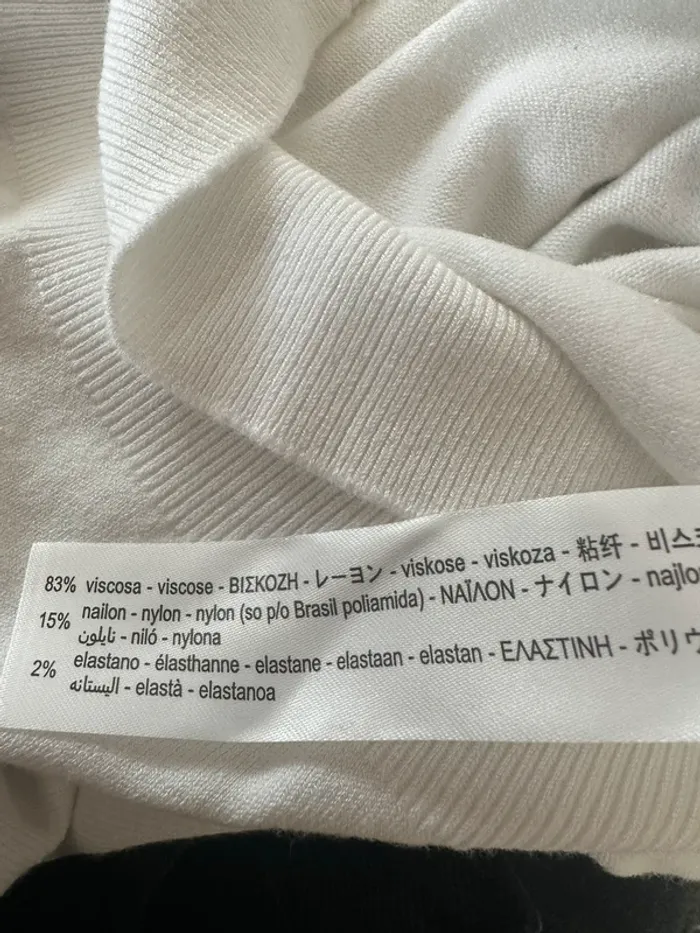 83% viscosa - viscose - ΒΙΣΚΟΖΗ - レーヨン - viskose - viskoza - 粘纤 -
15% nailon - nylon - nylon (so p/o Brasil poliamida) - ΝΑΪΛΟΝ - ナイロン -
نايلون - niló - nylona
2% elastano - élasthanne - elastane - elastaan - elastan - ΕΛΑΣΤΙΝΗ -
اليستانه - elastà - elastanoa